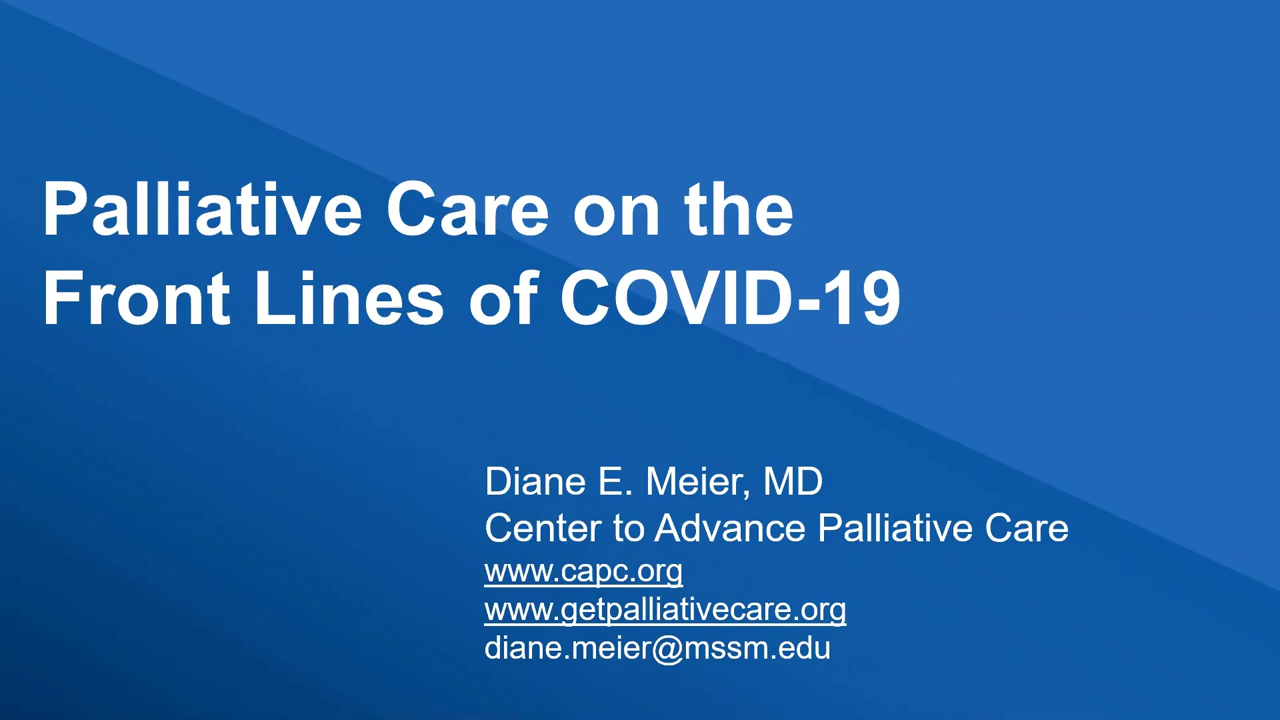 Palliative Care on the
Front Lines of COVID-19
Diane E. Meier, MD
Center to Advance Palliative Care
www.capc.org
www.getpalliativecare.org
diane.meier@mssm.edu